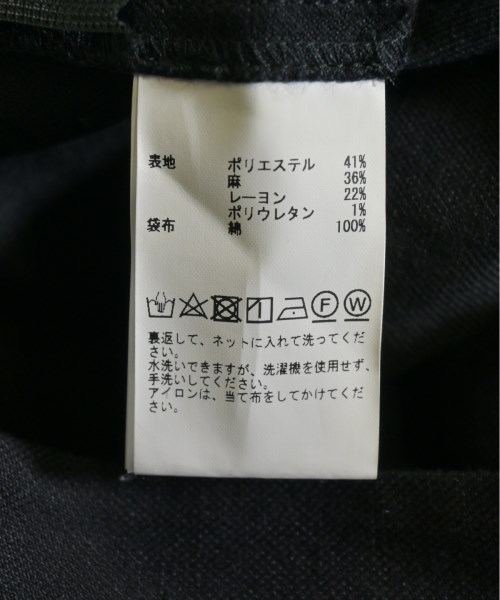 表地 ポリエステル 41%
麻 36%
レーヨン 22%
ポリウレタン 1%
袋布 綿 100%
F W
裏返して、ネットに入れて洗ってくだ
さい。
水洗いできますが、洗濯機を使用せず、
手洗いしてください。
アイロンは、当て布をしてかけてくだ
さい。